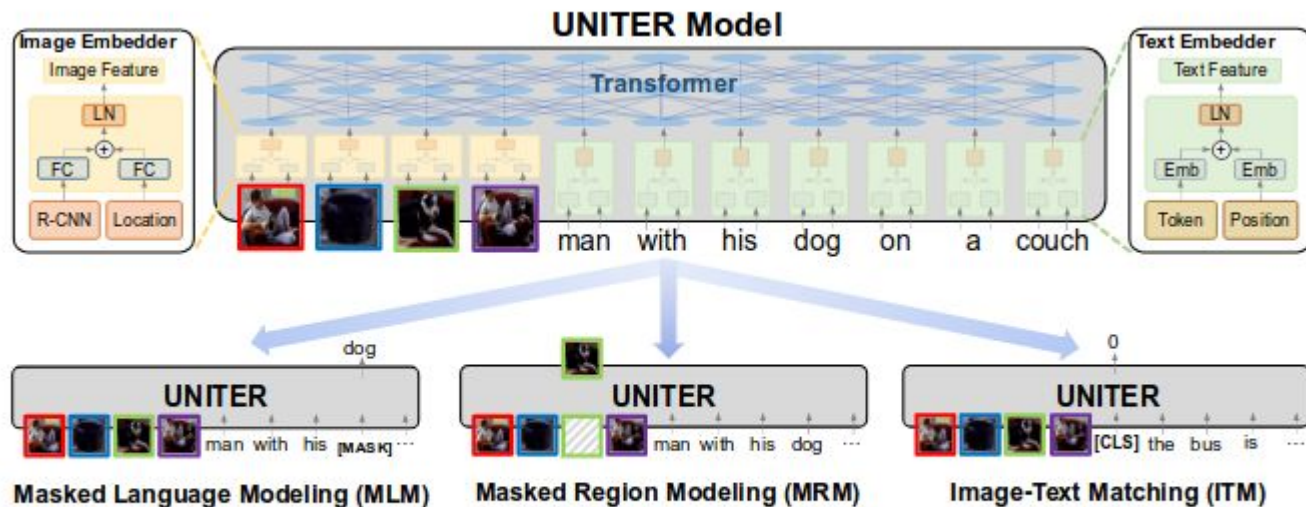 UNITER Model
Image Embedder
Image Feature
LN
FC
FC
R-CNN
Location
Transformer
man with his dog on a couch
Text Embedder
Text Feature
LN
Emb
Emb
Token
Position
dog
UNITER
man with his [MASK] ...
Masked Language Modeling (MLM)
UNITER
man with his dog ...
Masked Region Modeling (MRM)
0
UNITER
[CLS] the bus is ...
Image-Text Matching (ITM)